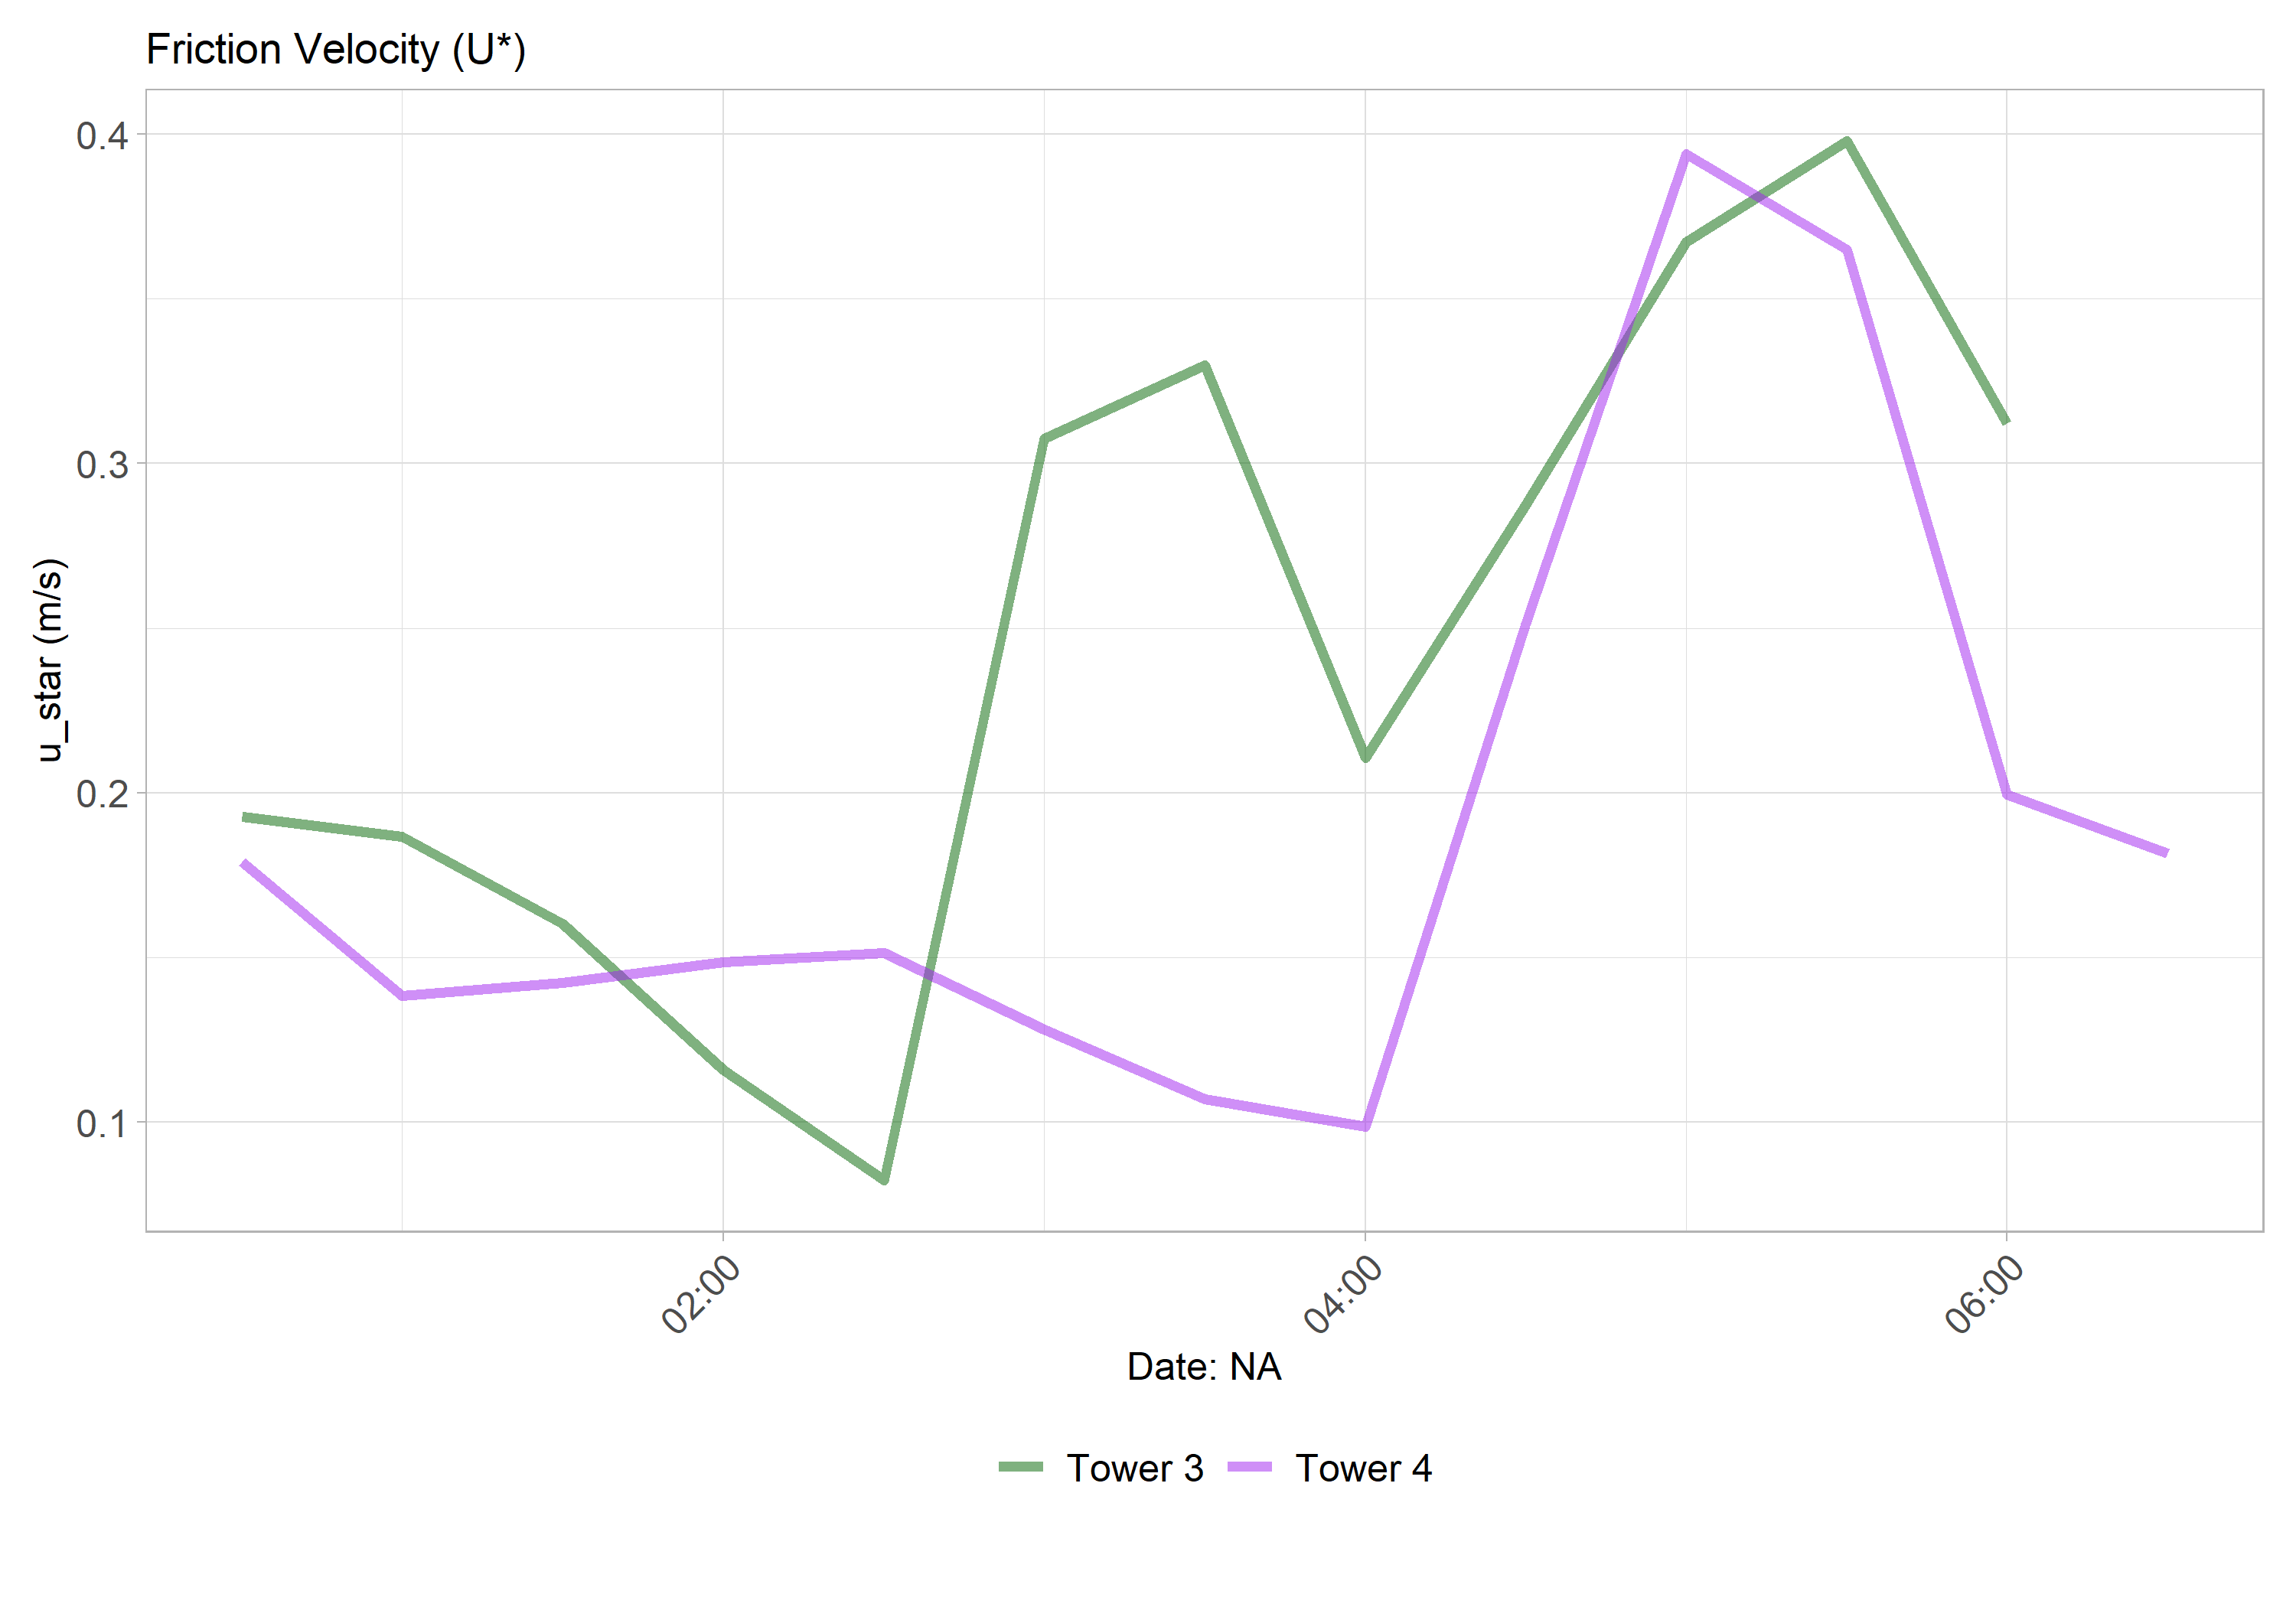 Friction Velocity (U*)
0.4
0.3
0.2
0.1
u_star (m/s)
02:00
04:00
06:00
Date: NA
Tower 3
Tower 4